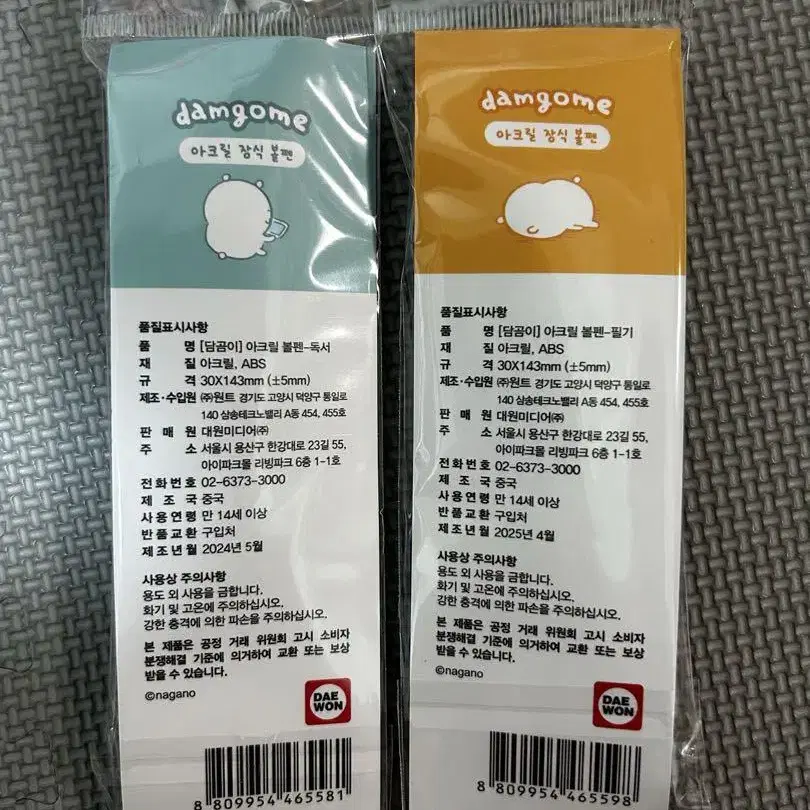 damgome
아크릴 장식 볼펜
품질표시사항
품 명 [담곰이] 아크릴 볼펜-독서
재 질 아크릴, ABS
규 격 30X143mm (±5mm)
제조·수입원 ㈜원트 경기도 고양시 덕양구 통일로
140 삼송테크노밸리 A동 454, 455호
판 매 원 대원미디어㈜
주 소 서울시 용산구 한강대로 23길 55,
아이파크몰 리빙파크 6층 1-1호
전화번호 02-6373-3000
제 조 국 중국
사용연령 만 14세 이상
반품교환 구입처
제조년월 2024년 5월
사용상 주의사항
용도 외 사용을 금합니다.
화기 및 고온에 주의하십시오.
강한 충격에 의한 파손을 주의하십시오.
본 제품은 공정 거래 위원회 고시 소비자
분쟁해결 기준에 의거하여 교환 또는 보상
받을 수 있습니다.
©nagano
DAE
WON
8 809954 465581
damgome
아크릴 장식 볼펜
품질표시사항
품 명 [담곰이] 아크릴 볼펜-필기
재 질 아크릴, ABS
규 격 30X143mm (±5mm)
제조·수입원 ㈜원트 경기도 고양시 덕양구 통일로
140 삼송테크노밸리 A동 454, 455호
판 매 원 대원미디어㈜
주 소 서울시 용산구 한강대로 23길 55,
아이파크몰 리빙파크 6층 1-1호
전화번호 02-6373-3000
제 조 국 중국
사용연령 만 14세 이상
반품교환 구입처
제조년월 2025년 4월
사용상 주의사항
용도 외 사용을 금합니다.
화기 및 고온에 주의하십시오.
강한 충격에 의한 파손을 주의하십시오.
본 제품은 공정 거래 위원회 고시 소비자
분쟁해결 기준에 의거하여 교환 또는 보상
받을 수 있습니다.
©nagano
DAE
WON
8 809954 465598